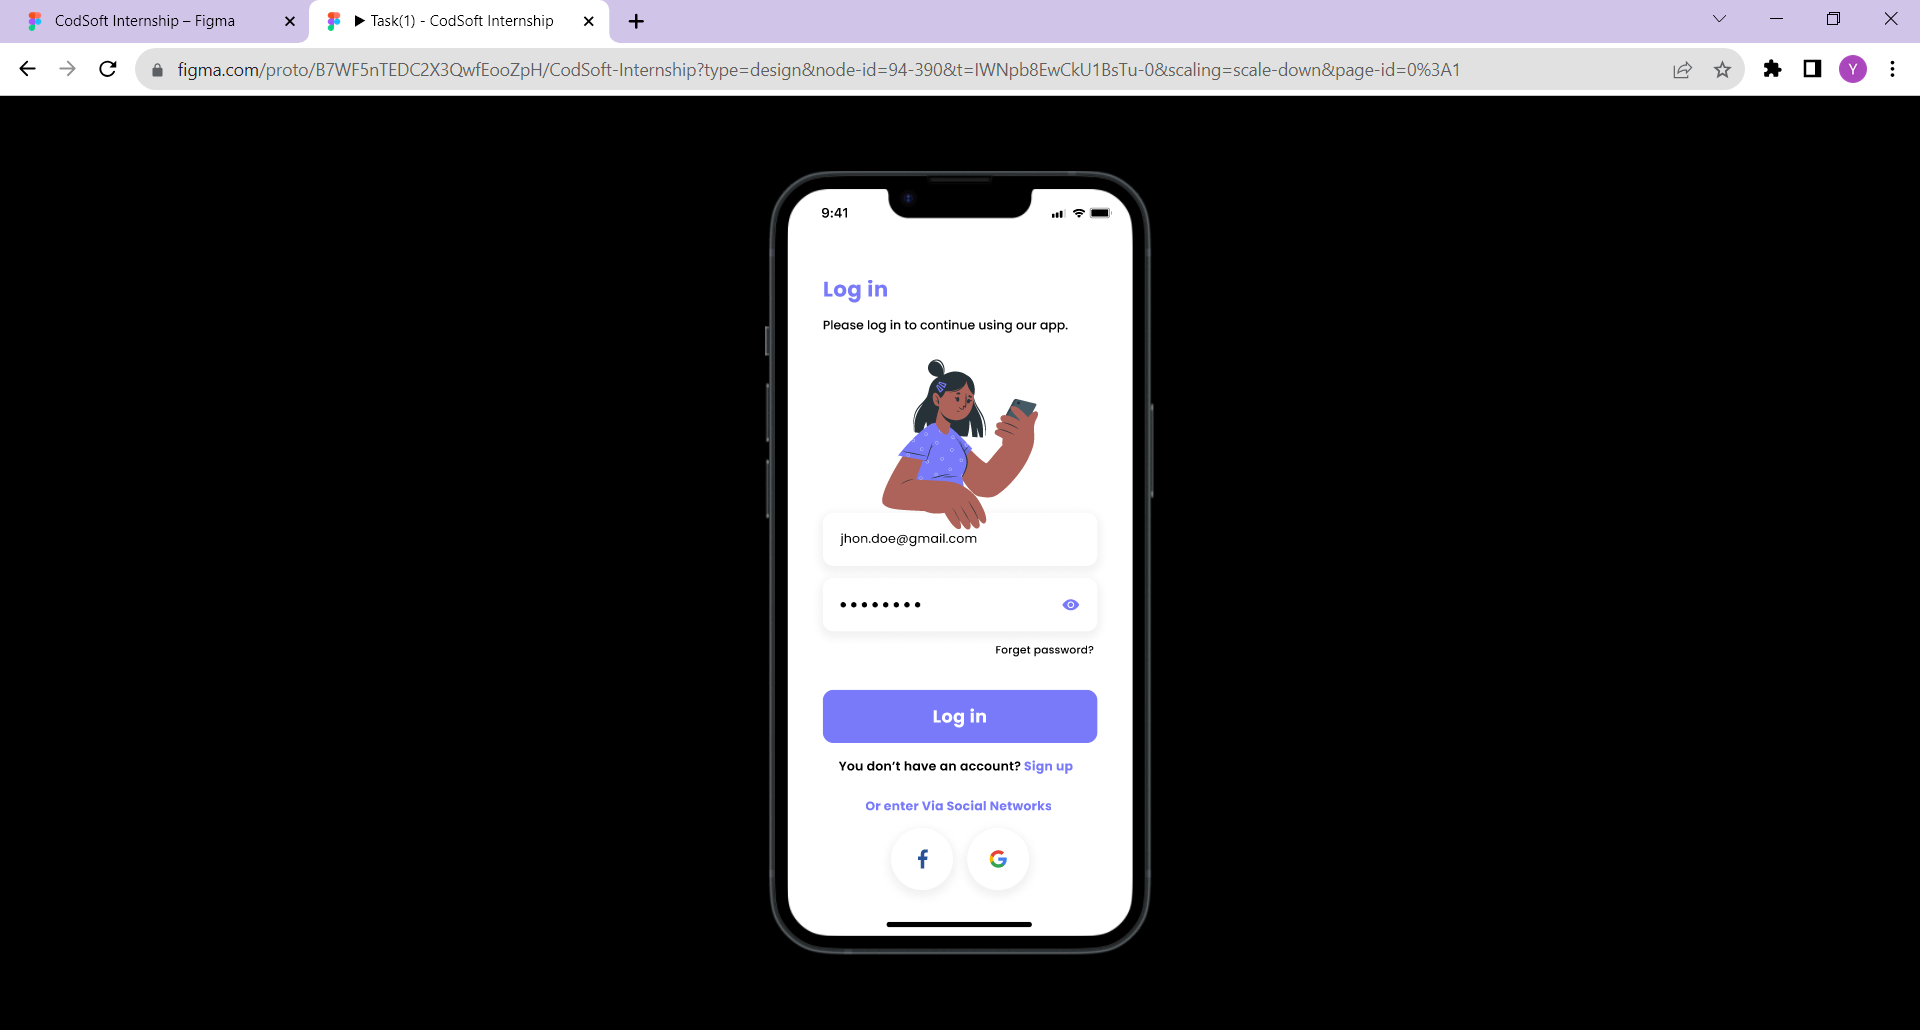 CodSoft Internship – Figma
▶ Task(1) - CodSoft Internship
figma.com/proto/B7WF5nTEDC2X3QwfEooZpH/CodSoft-Internship?type=design&node-id=94-390&t=IWNpb8EwCkU1BsTu-0&scaling=scale-down&page-id=0%3A1
Y
9:41
Log in
Please log in to continue using our app.
jhon.doe@gmail.com
Forget password?
Log in
You don’t have an account? Sign up
Or enter Via Social Networks